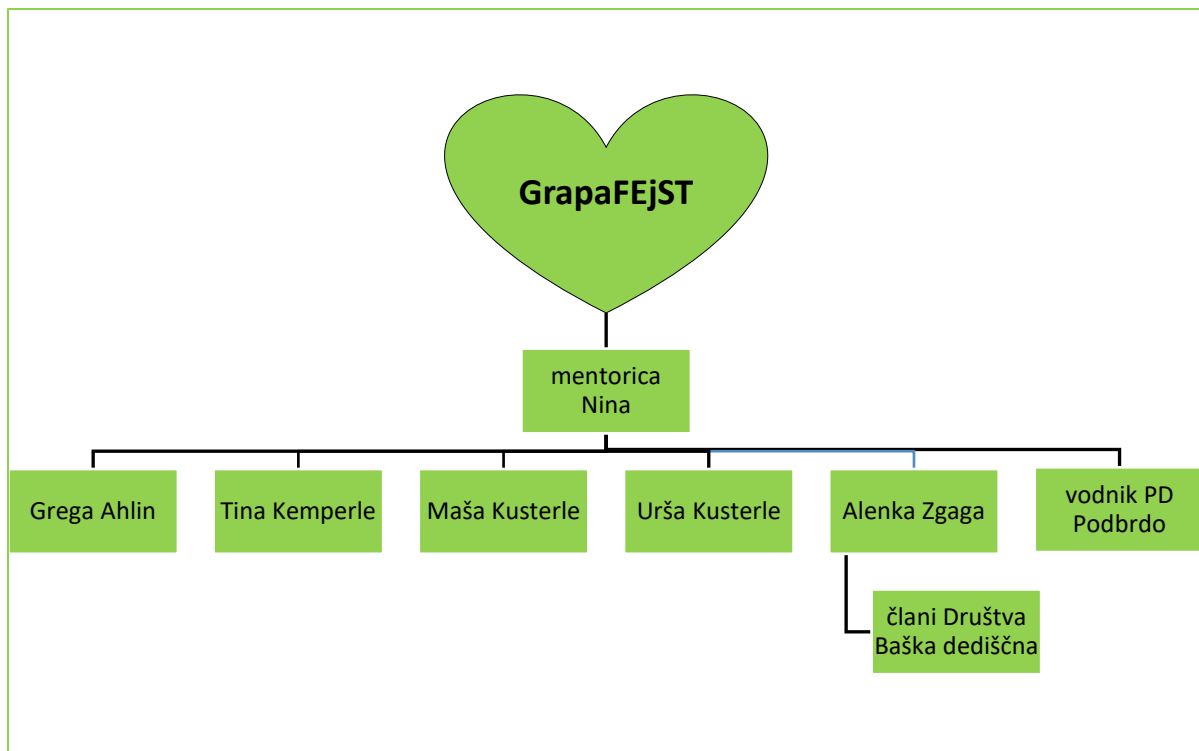 GrapaFEjST
mentorica
Nina
Grega Ahlin
Tina Kemperle
Maša Kusterle
Urša Kusterle
Alenka Zgaga
vodnik PD
Podbrdo
člani Društva
Baška dediščna